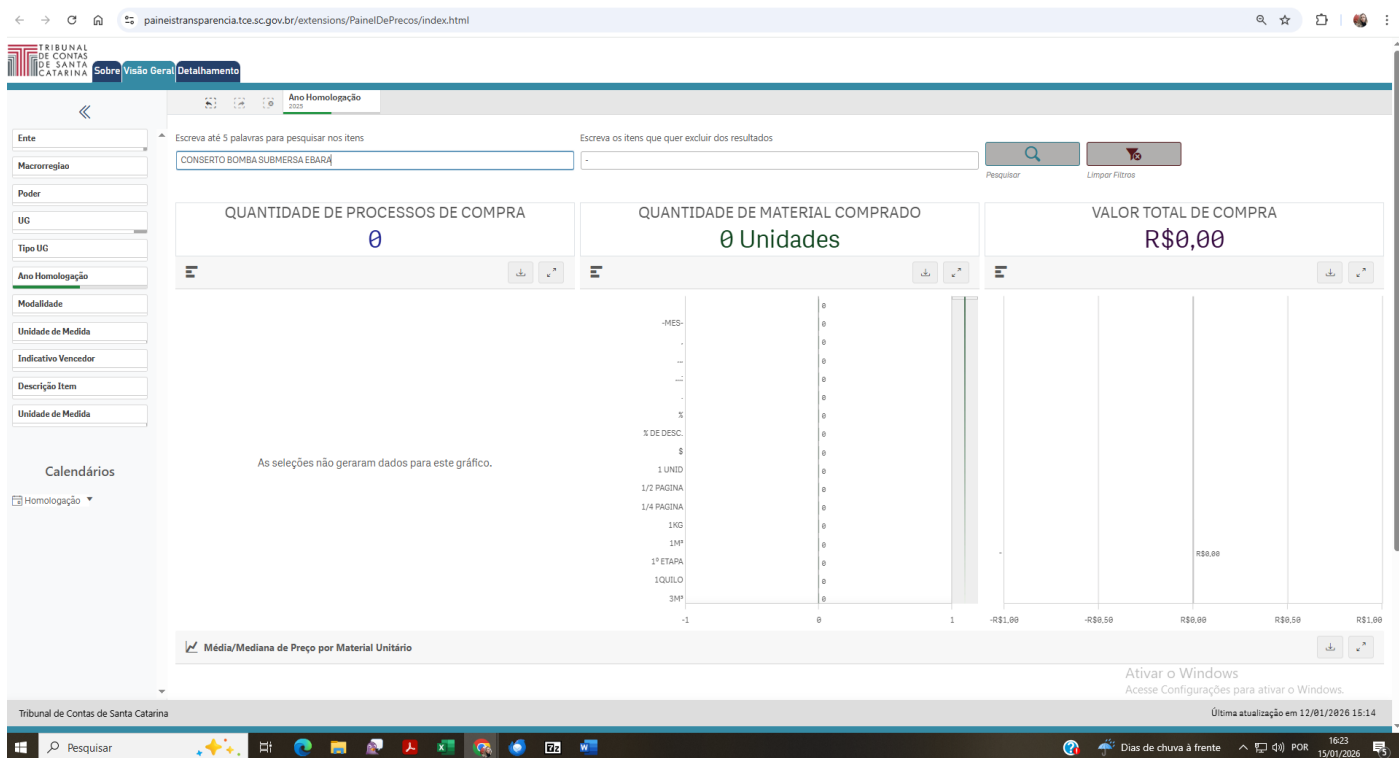 paineistransparencia.tce.sc.gov.br/extensions/PainelDePrecos/index.html
TRIBUNAL
DE CONTAS
DE SANTA
CATARINA
Sobre Visão Geral Detalhamento
Ano Homologação
2025
Ente
Macrorregiao
Poder
UG
Tipo UG
Ano Homologação
Modalidade
Unidade de Medida
Indicativo Vencedor
Descrição Item
Unidade de Medida
Calendários
Homologação
Escreva até 5 palavras para pesquisar nos itens
CONSERTO BOMBA SUBMERSA EBARA
Escreva os itens que quer excluir dos resultados
-
Pesquisar
Limpar Filtros
QUANTIDADE DE PROCESSOS DE COMPRA
0
QUANTIDADE DE MATERIAL COMPRADO
0 Unidades
VALOR TOTAL DE COMPRA
R$0,00
As seleções não geraram dados para este gráfico.
0
-MES- 0
. 0
... 0
...: 0
. 0
% 0
% DE DESC. 0
$ 0
1 UNID 0
1/2 PAGINA 0
1/4 PAGINA 0
1KG 0
1M³ 0
1º ETAPA 0
1QUILO 0
3M³ 0
-1 0 1
- R$0,00
-R$1,00 -R$0,50 R$0,00 R$0,50 R$1,00
Média/Mediana de Preço por Material Unitário
Ativar o Windows
Acesse Configurações para ativar o Windows.
Tribunal de Contas de Santa Catarina
Última atualização em 12/01/2026 15:14
Pesquisar
Dias de chuva à frente
POR
16:23
15/01/2026
5